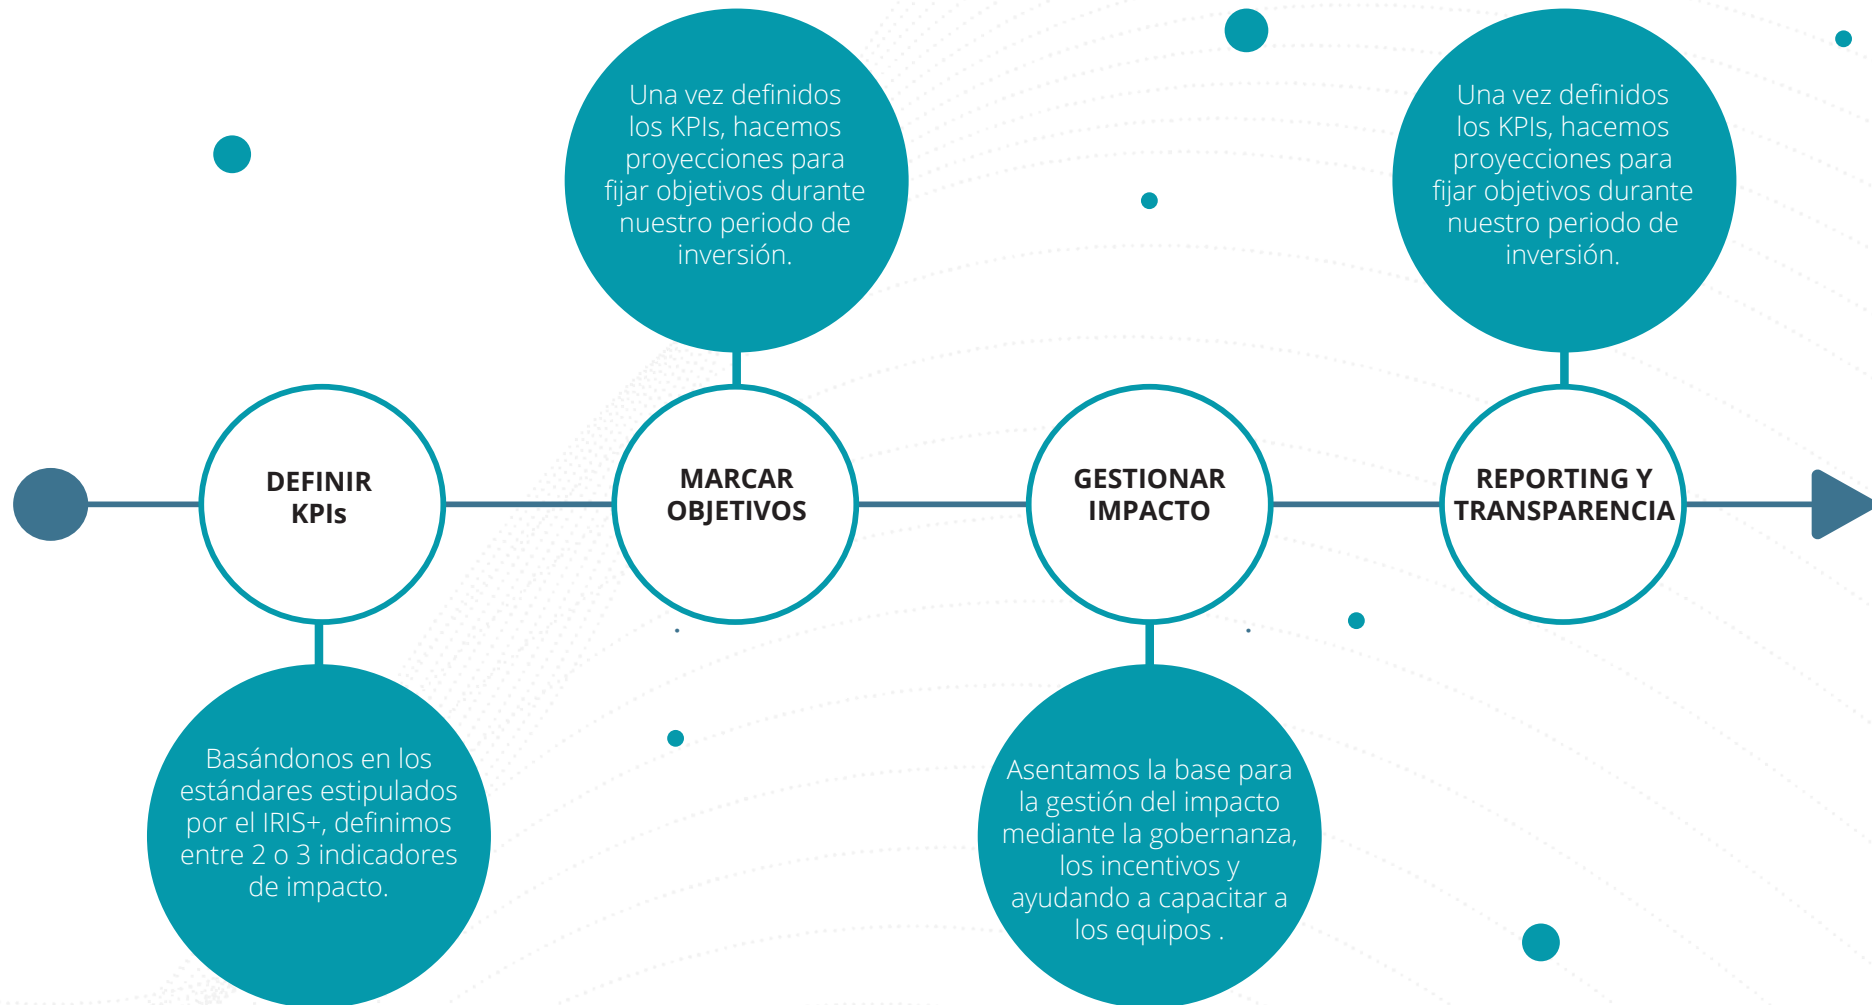 Una vez definidos
los KPIs, hacemos
proyecciones para
fijar objetivos durante
nuestro periodo de
inversión.
Una vez definidos
los KPIs, hacemos
proyecciones para
fijar objetivos durante
nuestro periodo de
inversión.
DEFINIR
KPIs
MARCAR
OBJETIVOS
GESTIONAR
IMPACTO
REPORTING Y
TRANSPARENCIA
Basándonos en los
estándares estipulados
por el IRIS+, definimos
entre 2 o 3 indicadores
de impacto.
Asentamos la base para
la gestión del impacto
mediante la gobernanza,
los incentivos y
ayudando a capacitar a
los equipos .